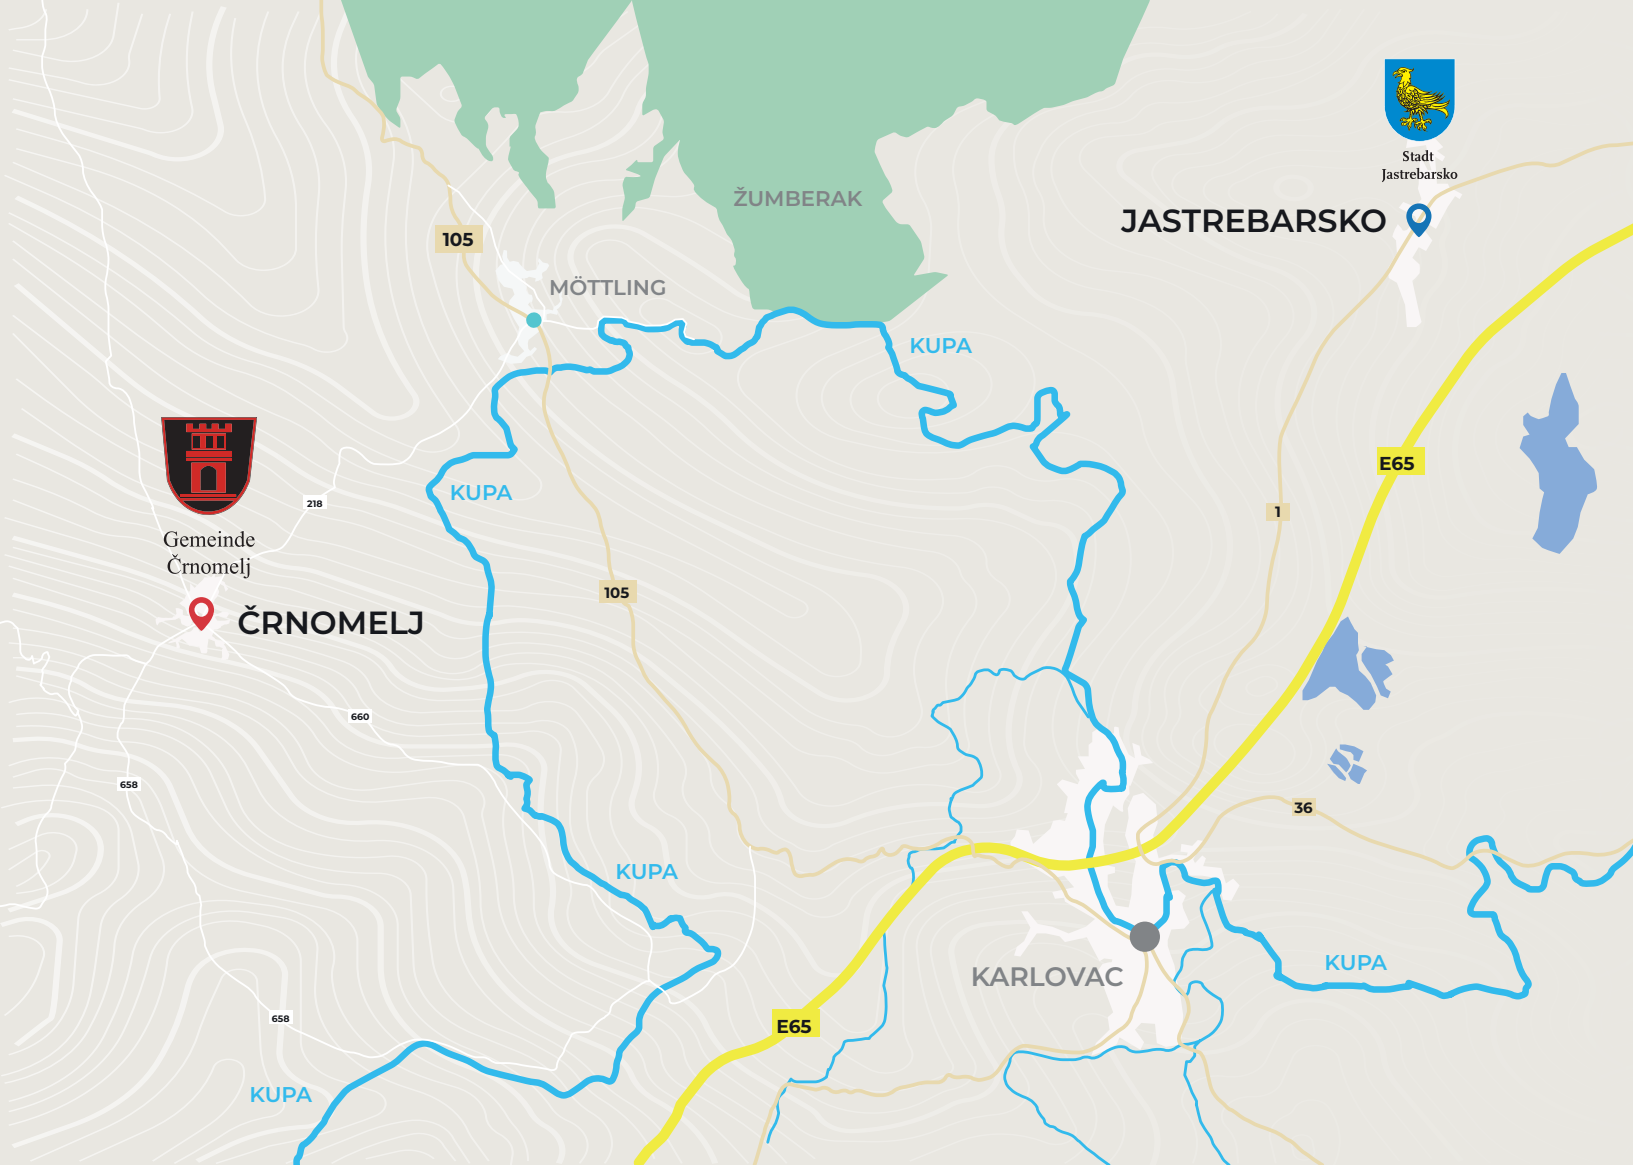 Stadt
Jastrebarsko
JASTREBARSKO
ŽUMBERAK
105
MÖTTLING
KUPA
E65
KUPA
218
1
Gemeinde
Črnomelj
105
ČRNOMELJ
660
658
36
KUPA
KUPA
KARLOVAC
658
E65
KUPA